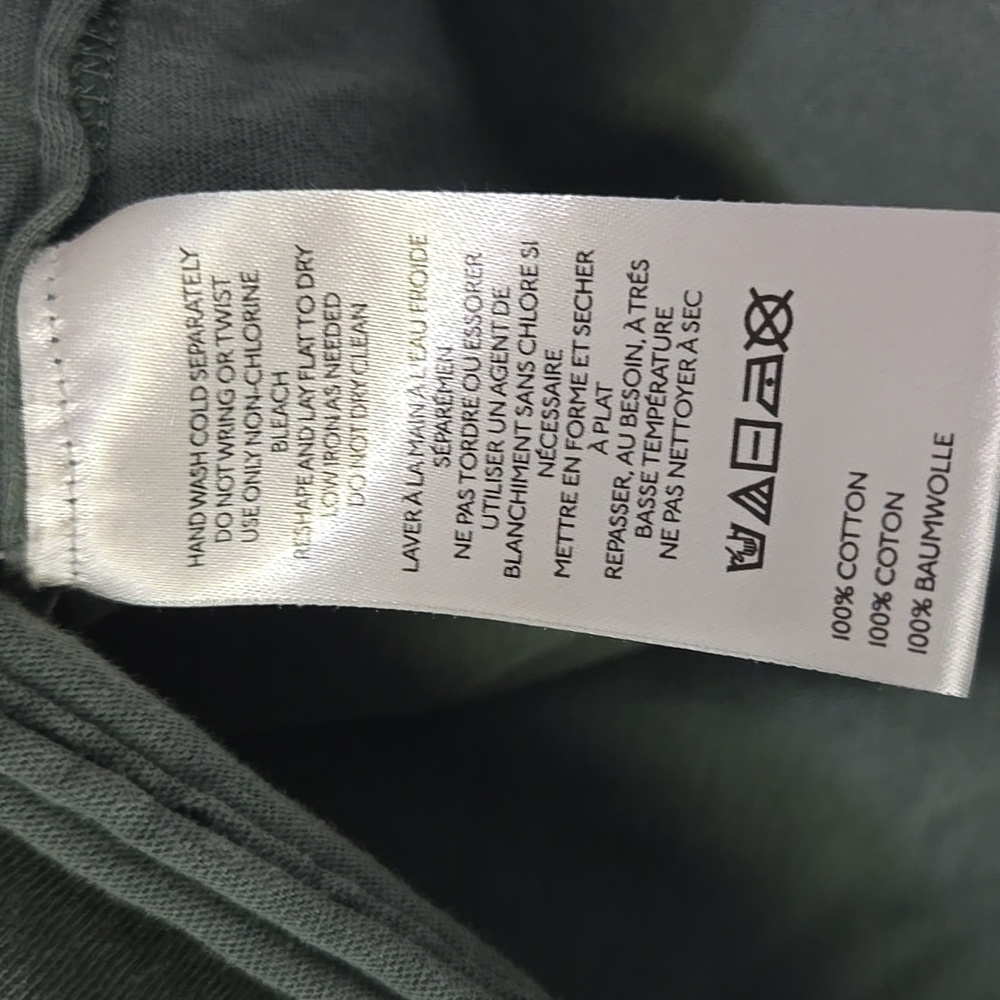 HAND WASH COLD SEPARATELY
DO NOT WRING OR TWIST
USE ONLY NON-CHLORINE
BLEACH
RESHAPE AND LAY FLAT TO DRY
LOW IRON AS NEEDED
DO NOT DRY CLEAN
LAVER À LA MAIN À L'EAU FROIDE
SÉPARÉMEN
NE PAS TORDRE OU ESSORER
UTILISER UN AGENT DE
BLANCHIMENT SANS CHLORE SI
NÉCESSAIRE
METTRE EN FORME ET SECHER
À PLAT
REPASSER, AU BESOIN, À TRÉS
BASSE TEMPÉRATURE
NE PAS NETTOYER À SEC
100% COTTON
100% COTON
100% BAUMWOLLE